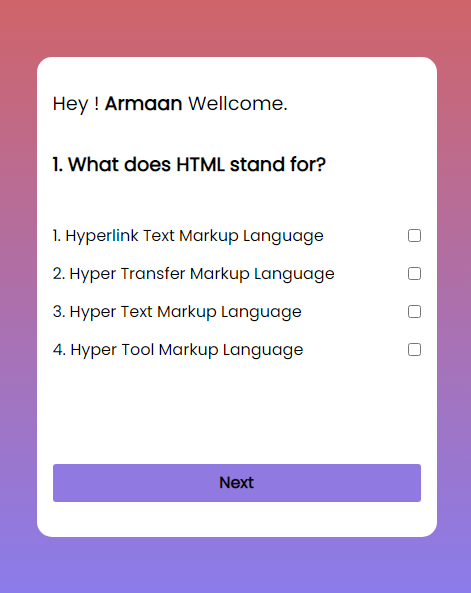 Hey ! Armaan Wellcome.
1. What does HTML stand for?
1. Hyperlink Text Markup Language
2. Hyper Transfer Markup Language
3. Hyper Text Markup Language
4. Hyper Tool Markup Language
Next